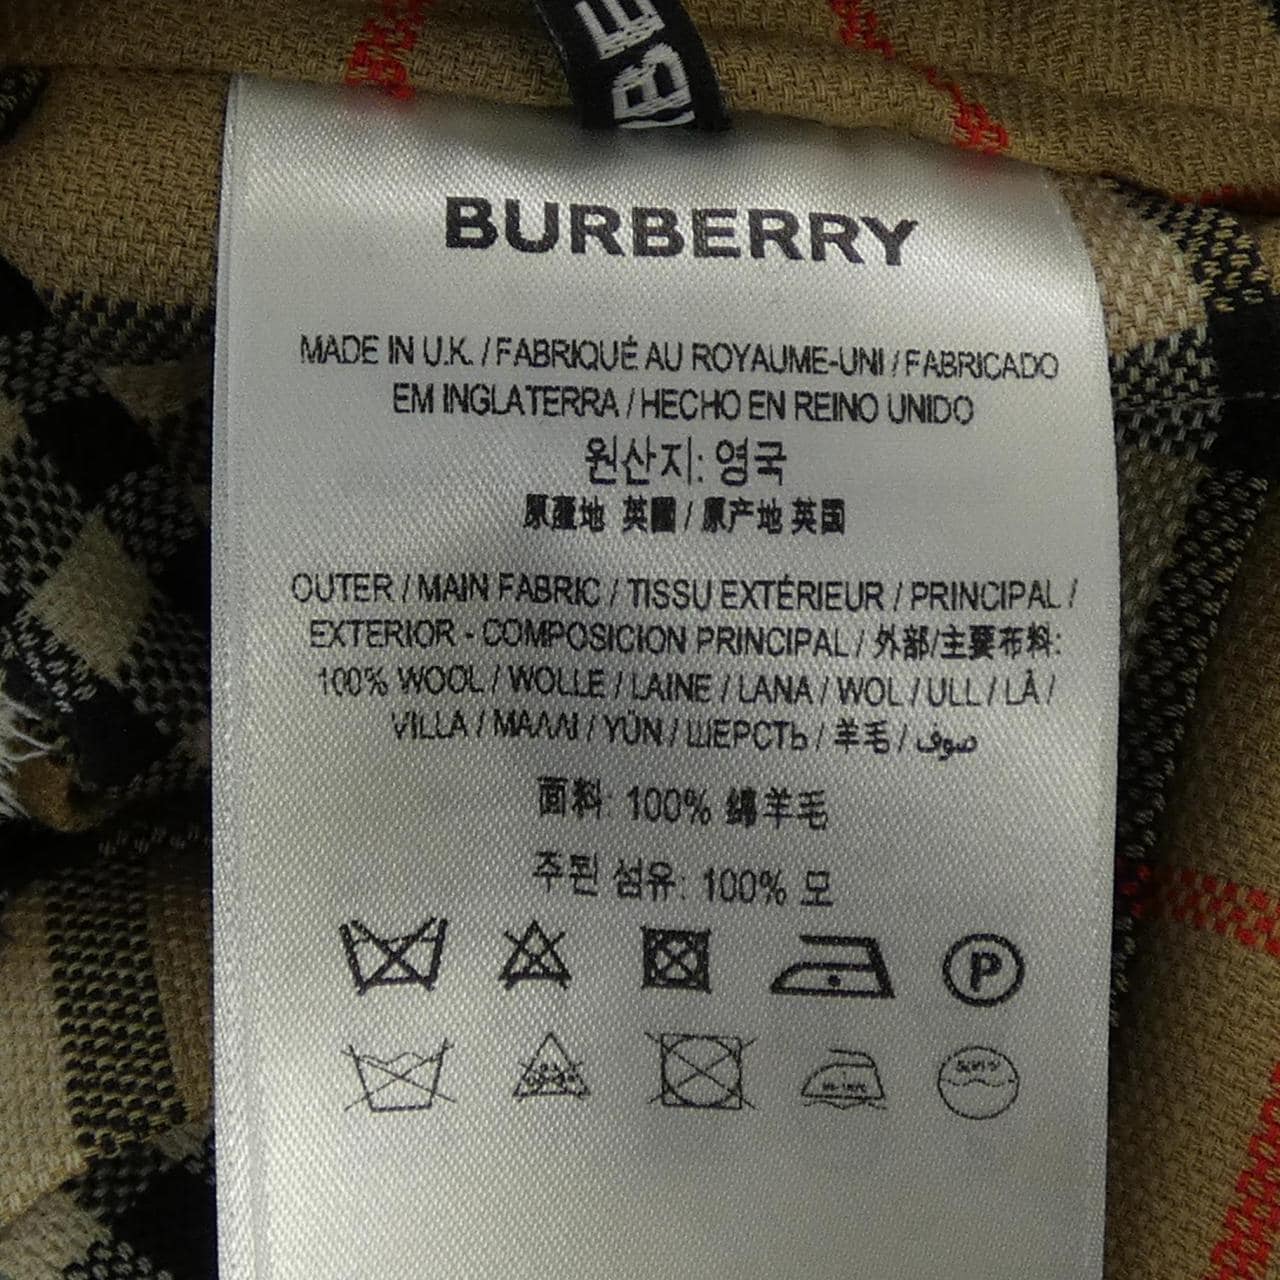 BURBERRY
MADE IN U.K. / FABRIQUÉ AU ROYAUME-UNI / FABRICADO
EM INGLATERRA / HECHO EN REINO UNIDO
원산지: 영국
原產地 英國 / 原产地 英国
OUTER / MAIN FABRIC / TISSU EXTÉRIEUR / PRINCIPAL /
EXTERIOR - COMPOSICION PRINCIPAL / 外部/主要布料:
100% WOOL / WOLLE / LAINE / LANA / WOL / ULL / LÃ /
VILLA / ΜΑΛΛΙ / YÜN / ШЕРСТЬ / 羊毛 / صوف
面料: 100% 绵羊毛
주된 섬유: 100% 모
P